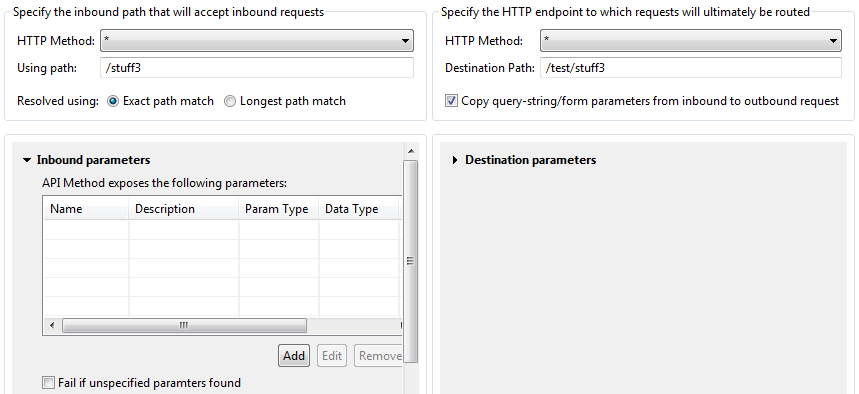 Specify the inbound path that will accept inbound requests
HTTP Method: *
Using path: /stuff3
Resolved using: Exact path match Longest path match
Specify the HTTP endpoint to which requests will ultimately be routed
HTTP Method: *
Destination Path: /test/stuff3
Copy query-string/form parameters from inbound to outbound request
Inbound parameters
API Method exposes the following parameters:
Name Description Param Type Data Type
Add Edit Remove
Fail if unspecified paramters found
Destination parameters